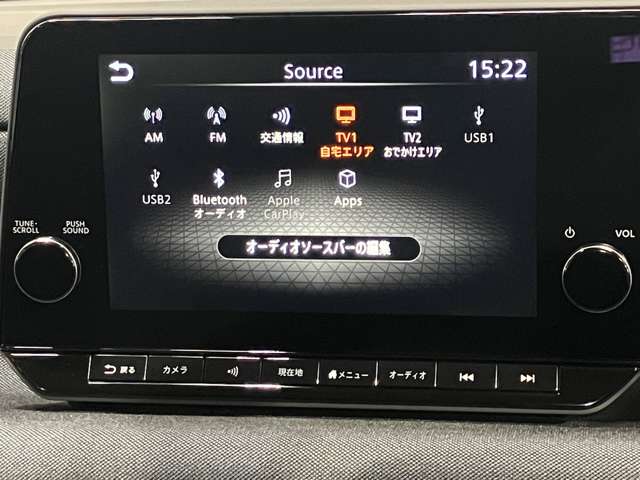 Source
15:22
AM
FM
交通情報
TV1
自宅エリア
TV2
おでかけエリア
USB1
USB2
Bluetooth
オーディオ
Apple
CarPlay
Apps
オーディオソースバーの編集
TUNE·
SCROLL
PUSH
SOUND
VOL
戻る
カメラ
現在地
メニュー
オーディオ